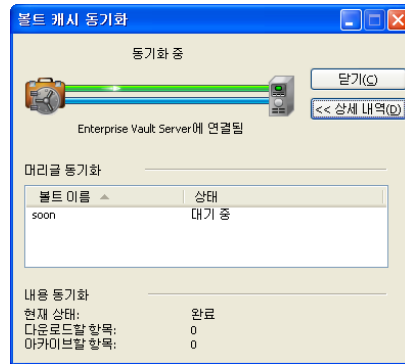 볼트 캐시 동기화
동기화 중
닫기(C)
<< 상세 내역(D)
Enterprise Vault Server에 연결됨
머리글 동기화
볼트 이름 상태
soon 대기 중
내용 동기화
현재 상태: 완료
다운로드할 항목: 0
아카이브할 항목: 0